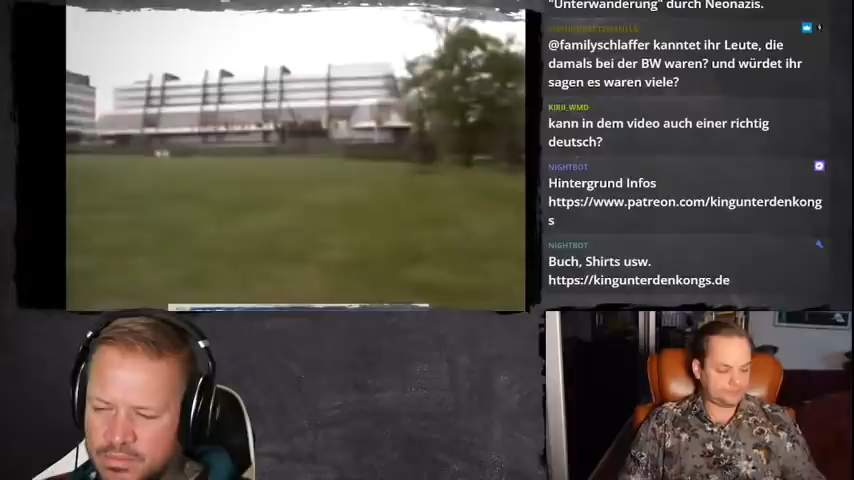 "Unterwanderung" durch Neonazis.
@familyschlaffer kanntet ihr Leute, die
damals bei der BW waren? und würdet ihr
sagen es waren viele?
KIRII_WMD
kann in dem video auch einer richtig
deutsch?
NIGHTBOT
Hintergrund Infos
https://www.patreon.com/kingunterdenkong
s
NIGHTBOT
Buch, Shirts usw.
https://kingunterdenkongs.de